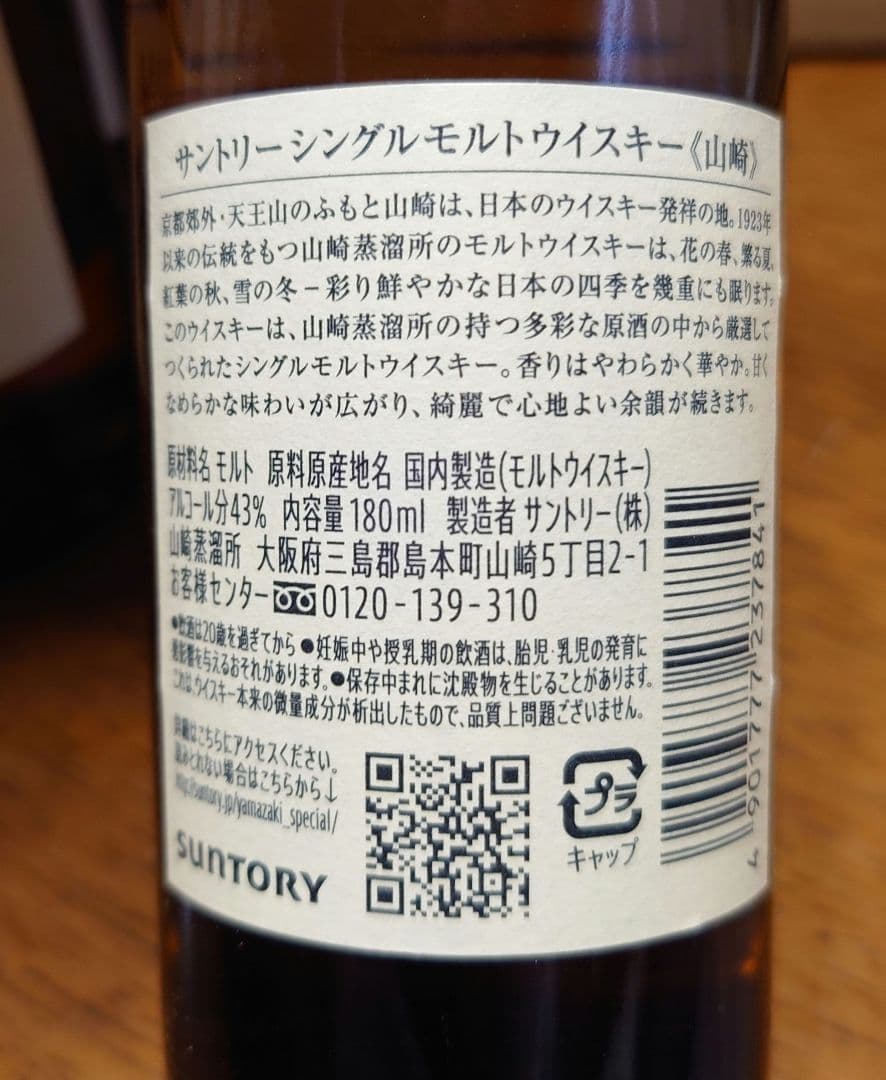 サントリーシングルモルトウイスキー《山崎》
京都郊外・天王山のふもと山崎は、日本のウイスキー発祥の地。1923年
以来の伝統をもつ山崎蒸溜所のモルトウイスキーは、花の春、繁る夏、
紅葉の秋、雪の冬－彩り鮮やかな日本の四季を幾重にも眠ります。
このウイスキーは、山崎蒸溜所の持つ多彩な原酒の中から厳選して
つくられたシングルモルトウイスキー。香りはやわらかく華やか。甘く
なめらかな味わいが広がり、綺麗で心地よい余韻が続きます。
原材料名 モルト 原料原産地名 国内製造(モルトウイスキー)
アルコール分43% 内容量180ml 製造者 サントリー(株)
山崎蒸溜所 大阪府三島郡島本町山崎5丁目2-1
お客様センター 0120-139-310
●飲酒は20歳を過ぎてから ●妊娠中や授乳期の飲酒は、胎児・乳児の発育に
悪影響を与えるおそれがあります。●保存中まれに沈殿物を生じることがあります。
これは、ウイスキー本来の微量成分が析出したもので、品質上問題ございません。
詳細はこちらにアクセスください。
読みとれない場合はこちらから↓
http://suntory.jp/yamazaki_special/
SUNTORY
プラ
キャップ
4 901777 237841